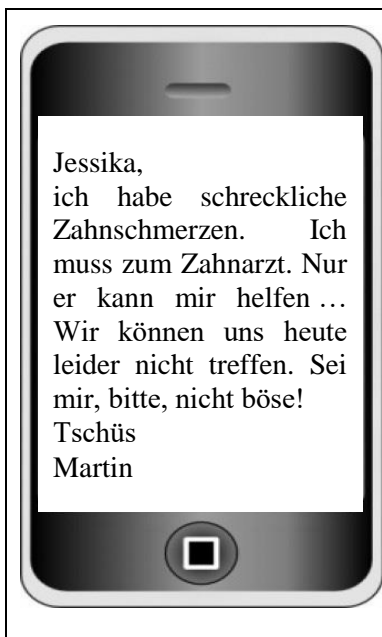 Jessika,
ich habe schreckliche
Zahnschmerzen. Ich
muss zum Zahnarzt. Nur
er kann mir helfen …
Wir können uns heute
leider nicht treffen. Sei
mir, bitte, nicht böse!
Tschüs
Martin